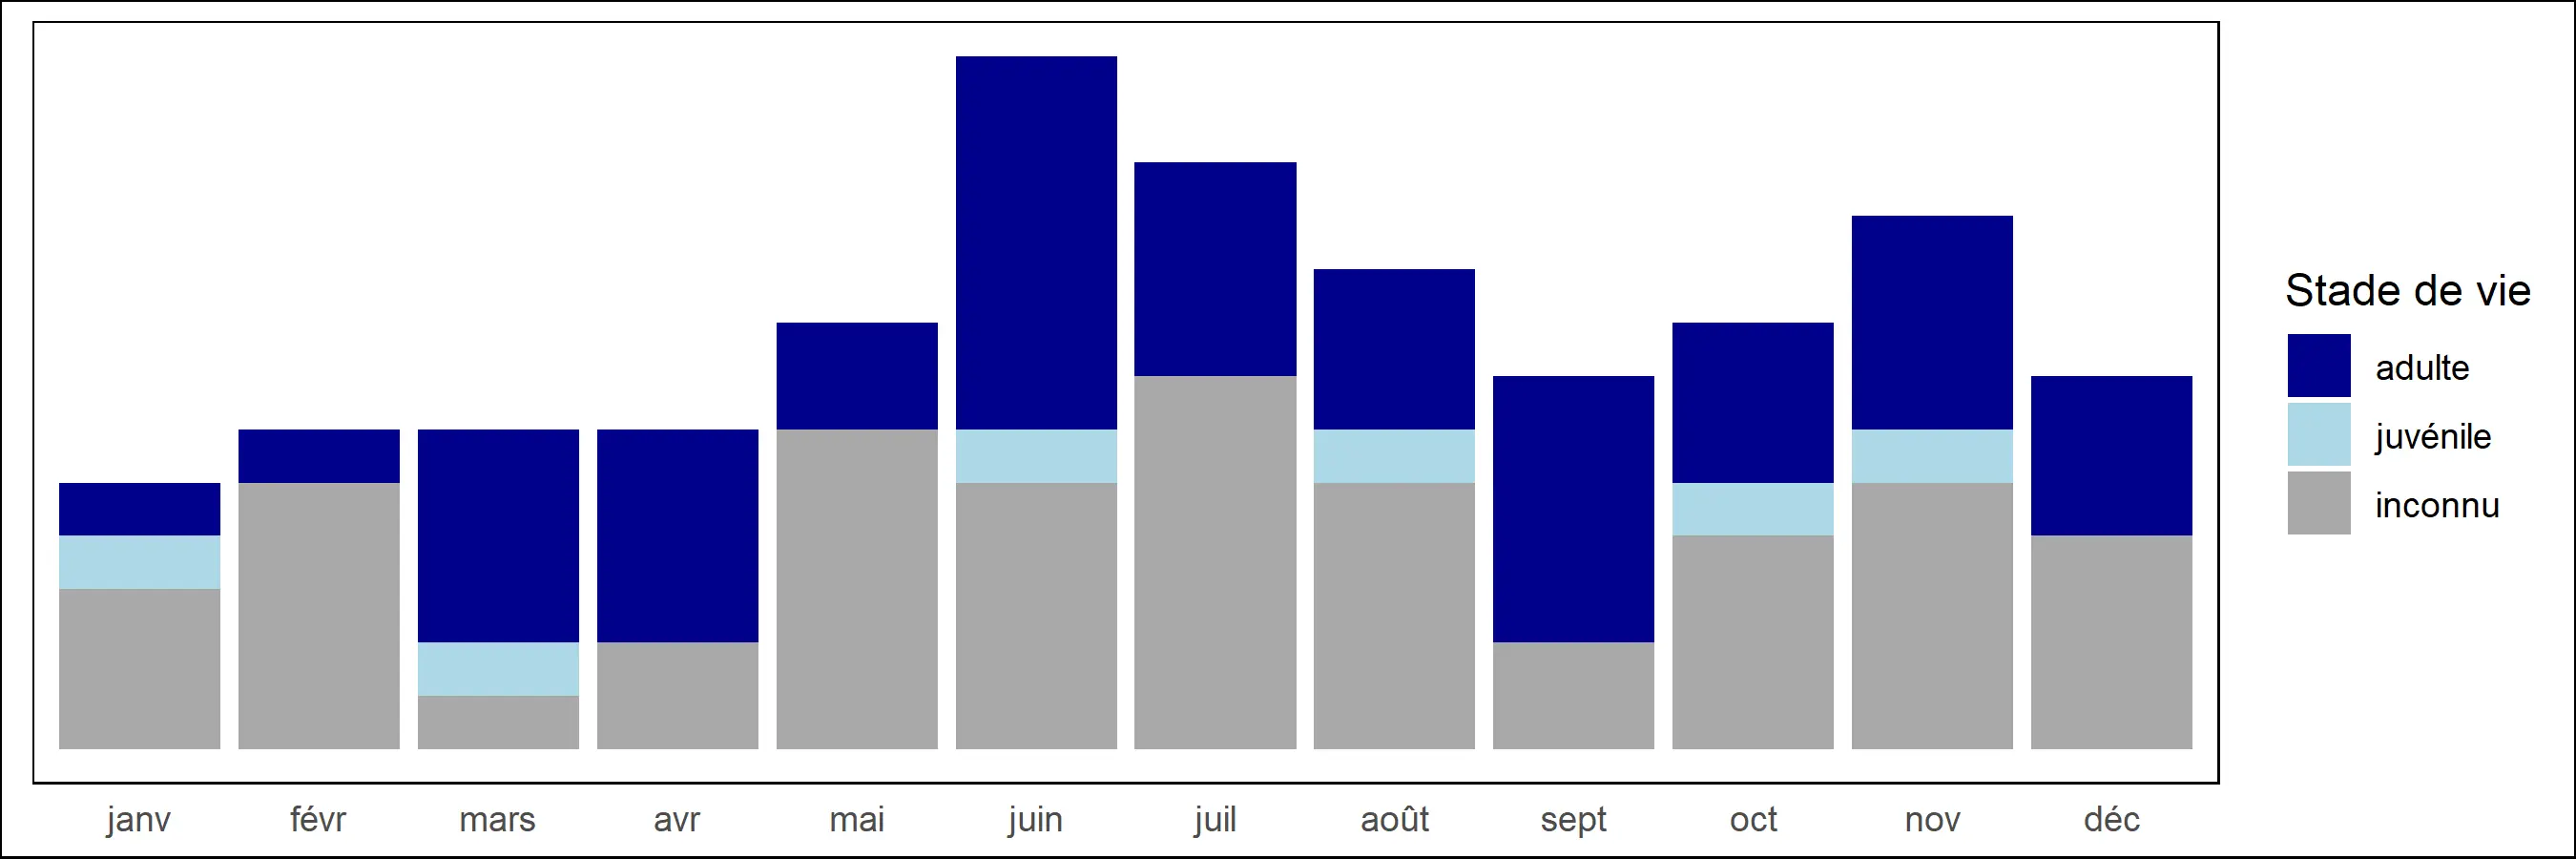 Stade de vie
adulte
juvénile
inconnu
janv févr mars avr mai juin juil août sept oct nov déc